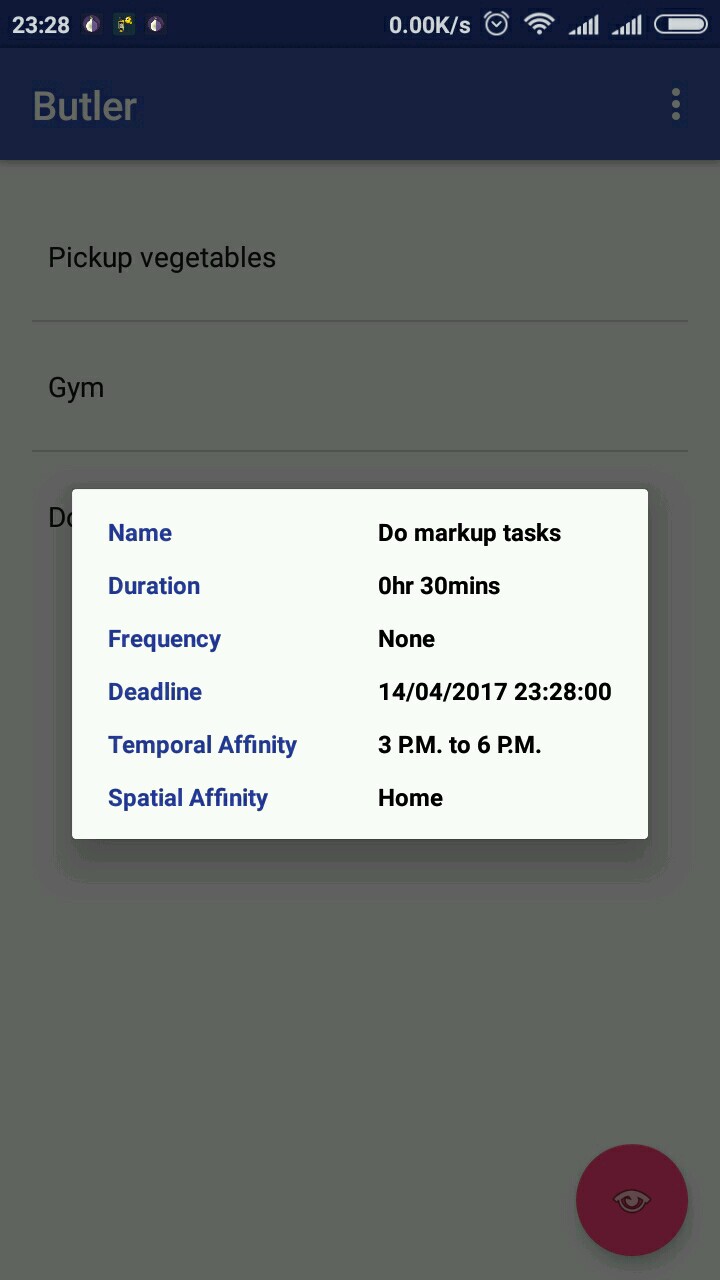 23:28 0.00K/s
Butler
Pickup vegetables
Gym
Do
Name Do markup tasks
Duration 0hr 30mins
Frequency None
Deadline 14/04/2017 23:28:00
Temporal Affinity 3 P.M. to 6 P.M.
Spatial Affinity Home